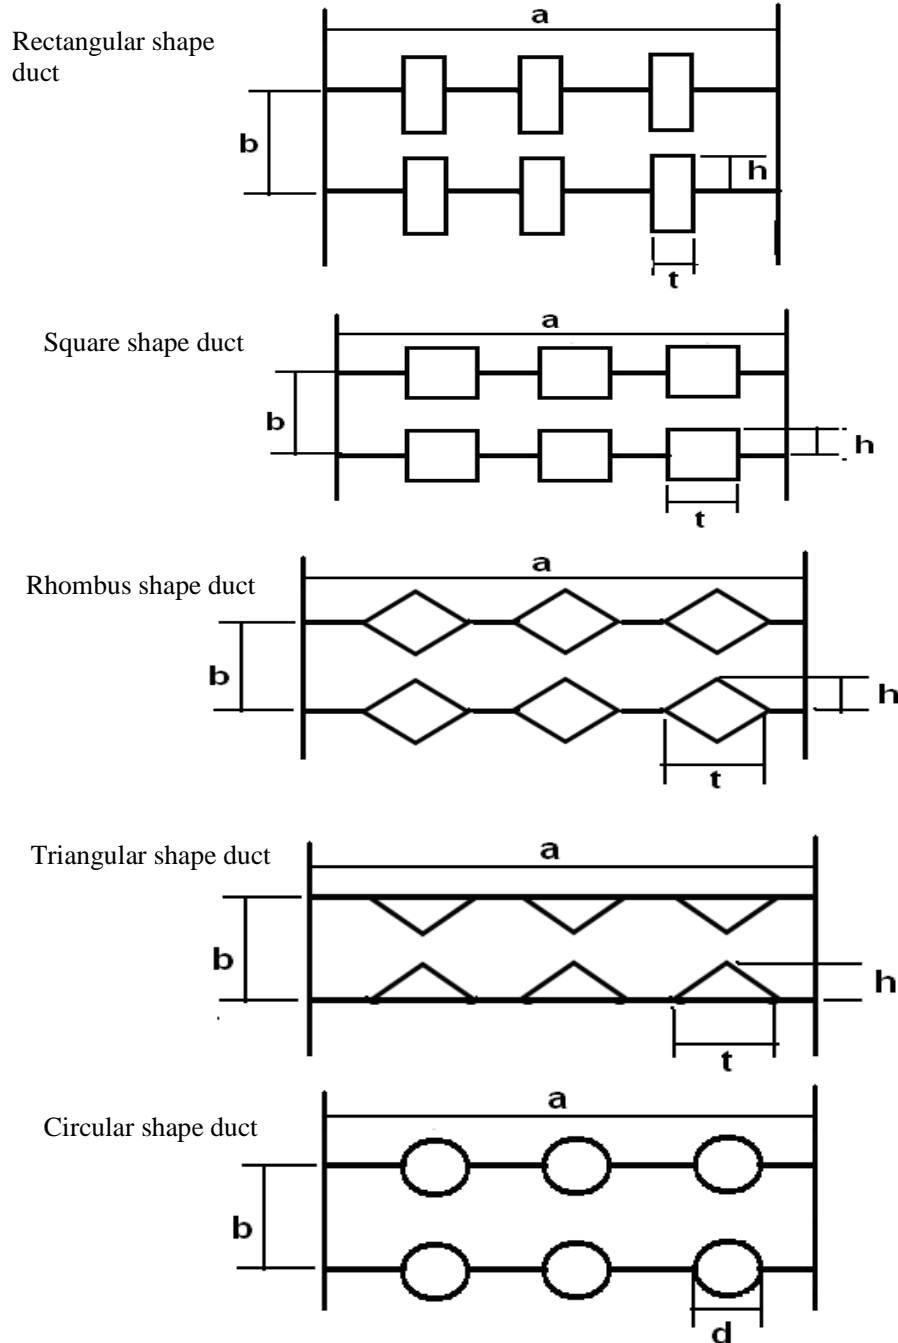 a
Rectangular shape
duct
b
h
t
a
Square shape duct
b
h
t
a
Rhombus shape duct
b
h
t
a
Triangular shape duct
b
h
t
a
Circular shape duct
b
d